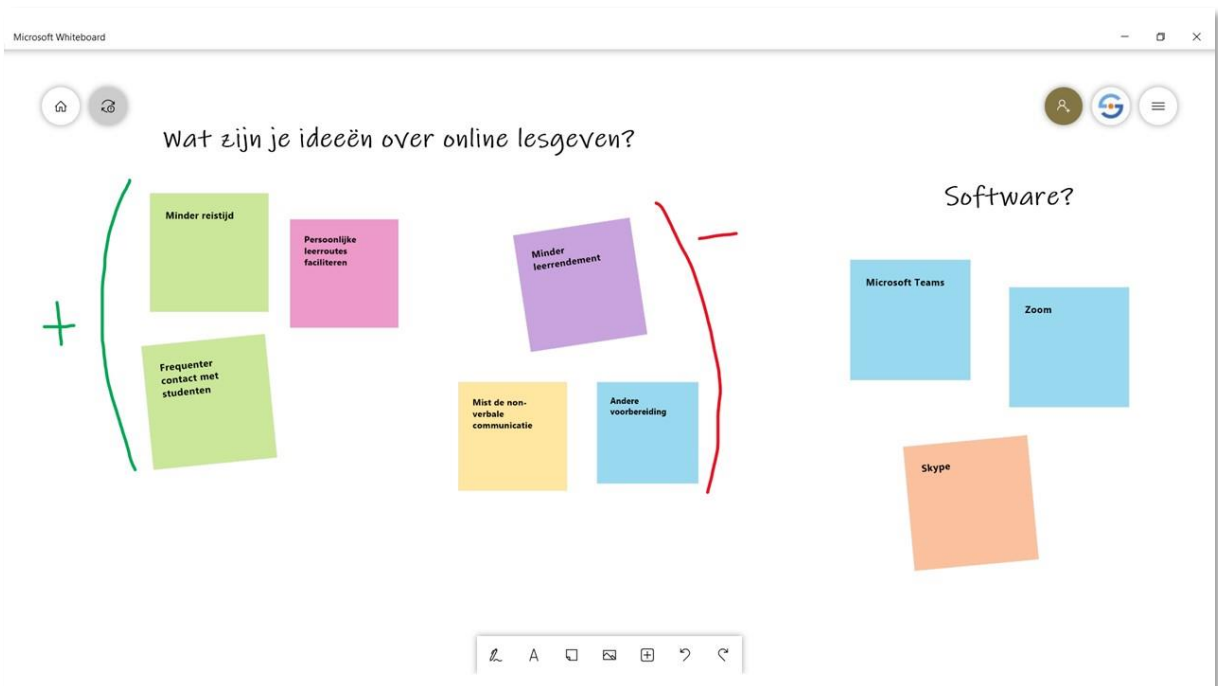 Microsoft Whiteboard
Wat zijn je ideeën over online lesgeven?
+
Minder reistijd
Persoonlijke
leerroutes
faciliteren
Frequenter
contact met
studenten
Minder
leerrendement
Mist de non-
verbale
communicatie
Andere
voorbereiding
−
Software?
Microsoft Teams
Zoom
Skype